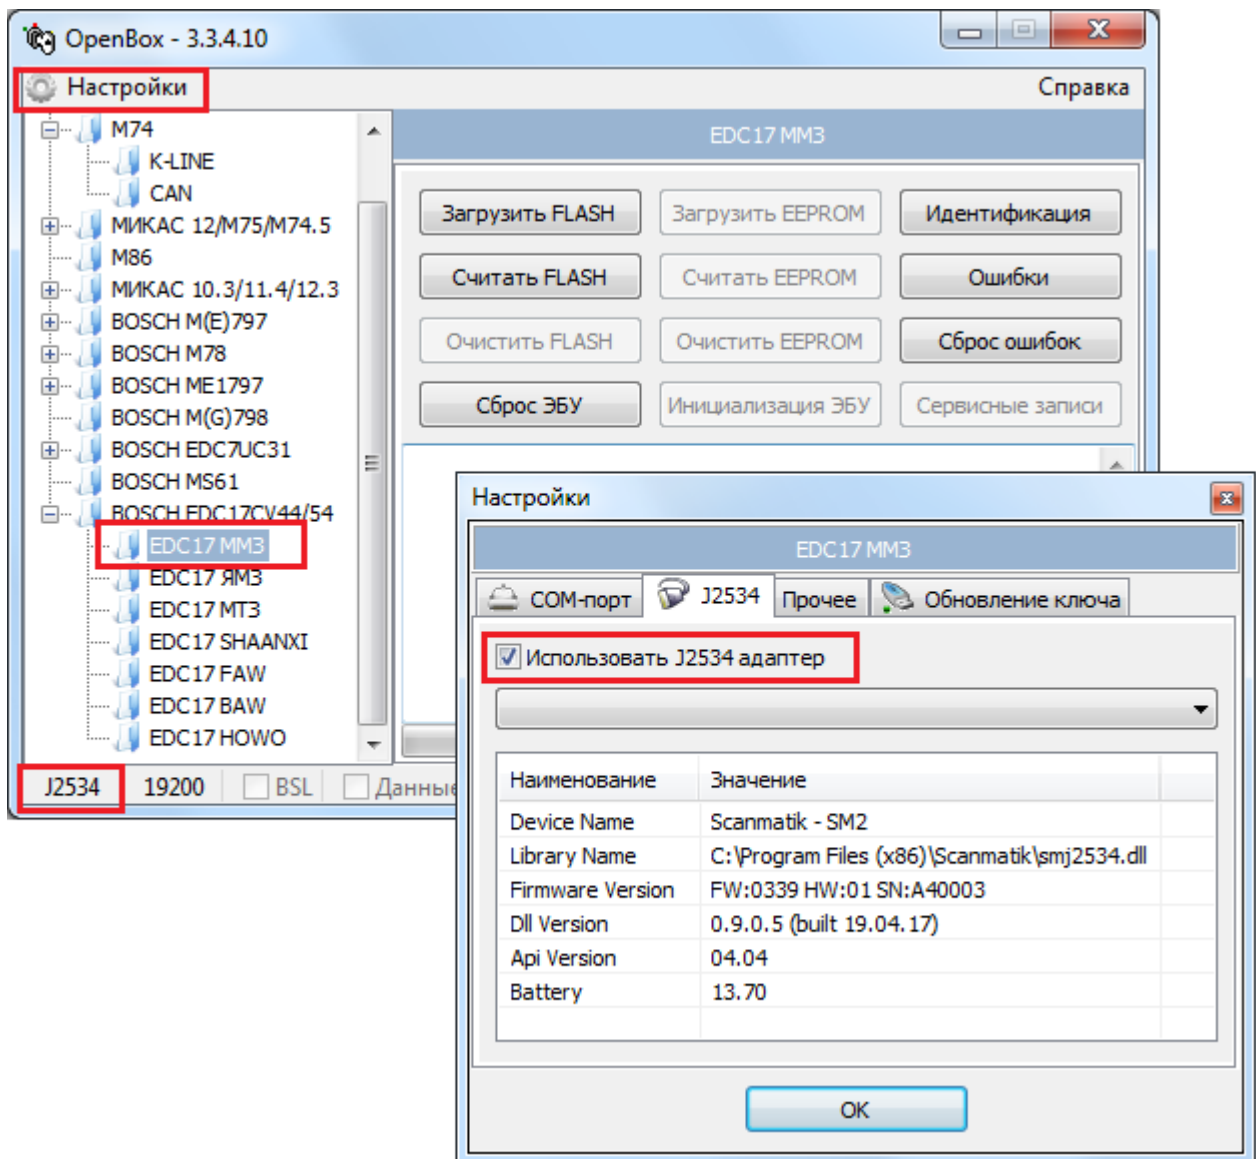 OpenBox - 3.3.4.10
Настройки
Справка
M74
K-LINE
CAN
МИКАС 12/M75/M74.5
M86
МИКАС 10.3/11.4/12.3
BOSCH M(E)797
BOSCH M78
BOSCH ME1797
BOSCH M(G)798
BOSCH EDC7UC31
BOSCH MS61
BOSCH EDC17CV44/54
EDC17 ММЗ
EDC17 ЯМЗ
EDC17 МТЗ
EDC17 SHAANXI
EDC17 FAW
EDC17 BAW
EDC17 HOWO
EDC17 ММЗ
Загрузить FLASH Загрузить EEPROM Идентификация
Считать FLASH Считать EEPROM Ошибки
Очистить FLASH Очистить EEPROM Сброс ошибок
Сброс ЭБУ Инициализация ЭБУ Сервисные записи
J2534 19200 BSL Данные
Настройки
EDC17 ММЗ
COM-порт J2534 Прочее Обновление ключа
Использовать J2534 адаптер
Наименование Значение
Device Name Scanmatik - SM2
Library Name C:\Program Files (x86)\Scanmatik\smj2534.dll
Firmware Version FW:0339 HW:01 SN:A40003
Dll Version 0.9.0.5 (built 19.04.17)
Api Version 04.04
Battery 13.70
OK